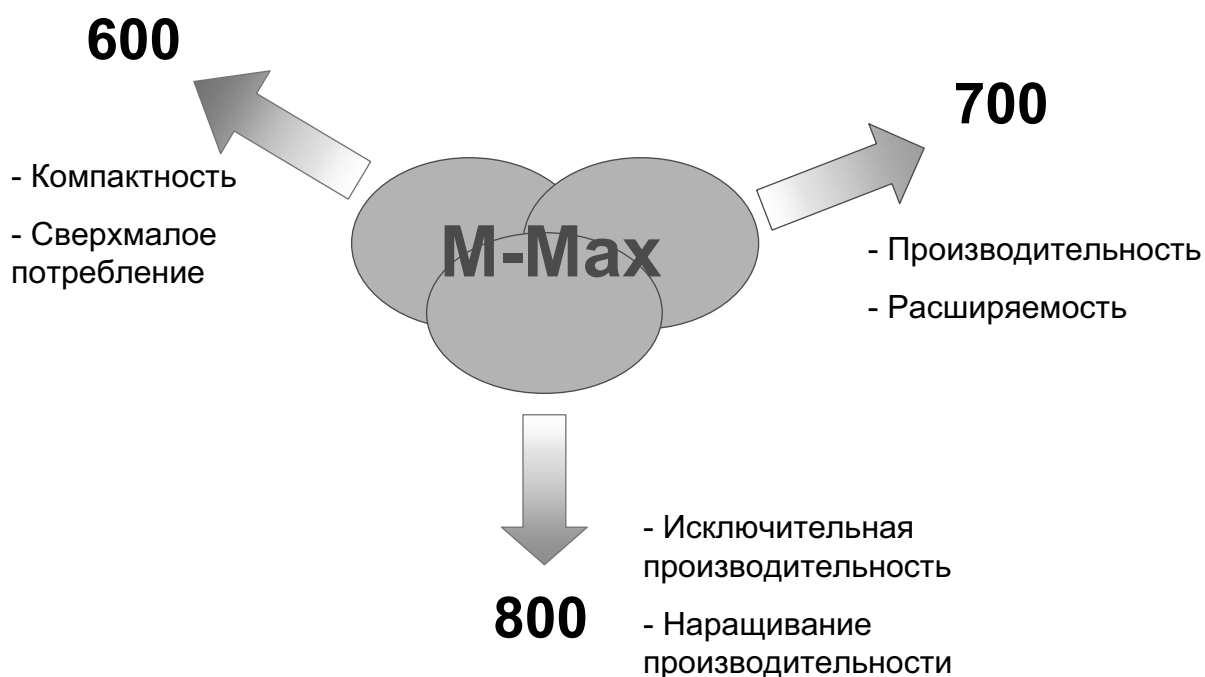 600
- Компактность
- Сверхмалое
потребление
M-Max
700
- Производительность
- Расширяемость
800
- Исключительная
производительность
- Наращивание
производительности